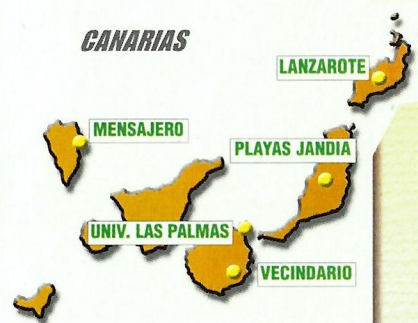 CANARIAS
LANZAROTE
MENSAJERO
PLAYAS JANDIA
UNIV. LAS PALMAS
VECINDARIO